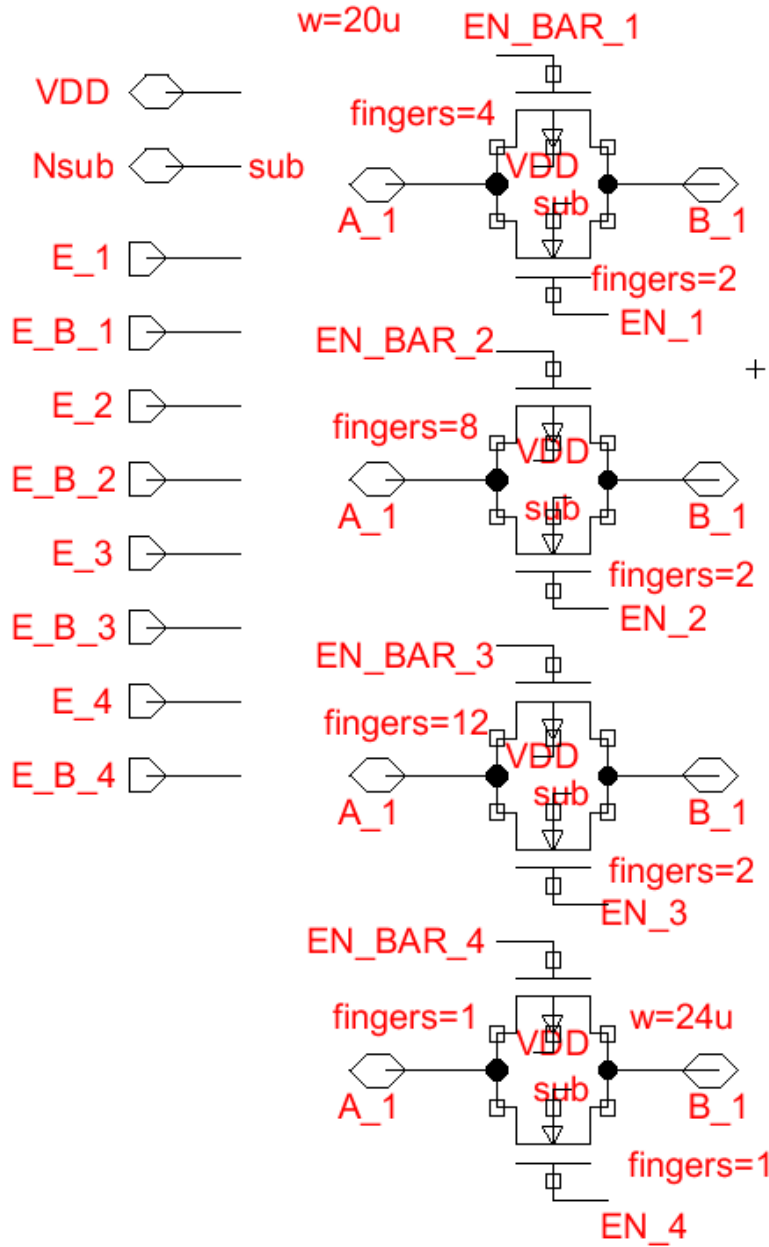 w=20u
EN_BAR_1
VDD
fingers=4
Nsub
sub
VDD
A_1
sub
B_1
E_1
fingers=2
EN_1
E_B_1
EN_BAR_2
E_2
fingers=8
VDD
E_B_2
A_1
sub
B_1
E_3
fingers=2
EN_2
E_B_3
EN_BAR_3
E_4
fingers=12
VDD
E_B_4
A_1
sub
B_1
fingers=2
EN_3
EN_BAR_4
fingers=1
w=24u
VDD
A_1
sub
B_1
fingers=1
EN_4